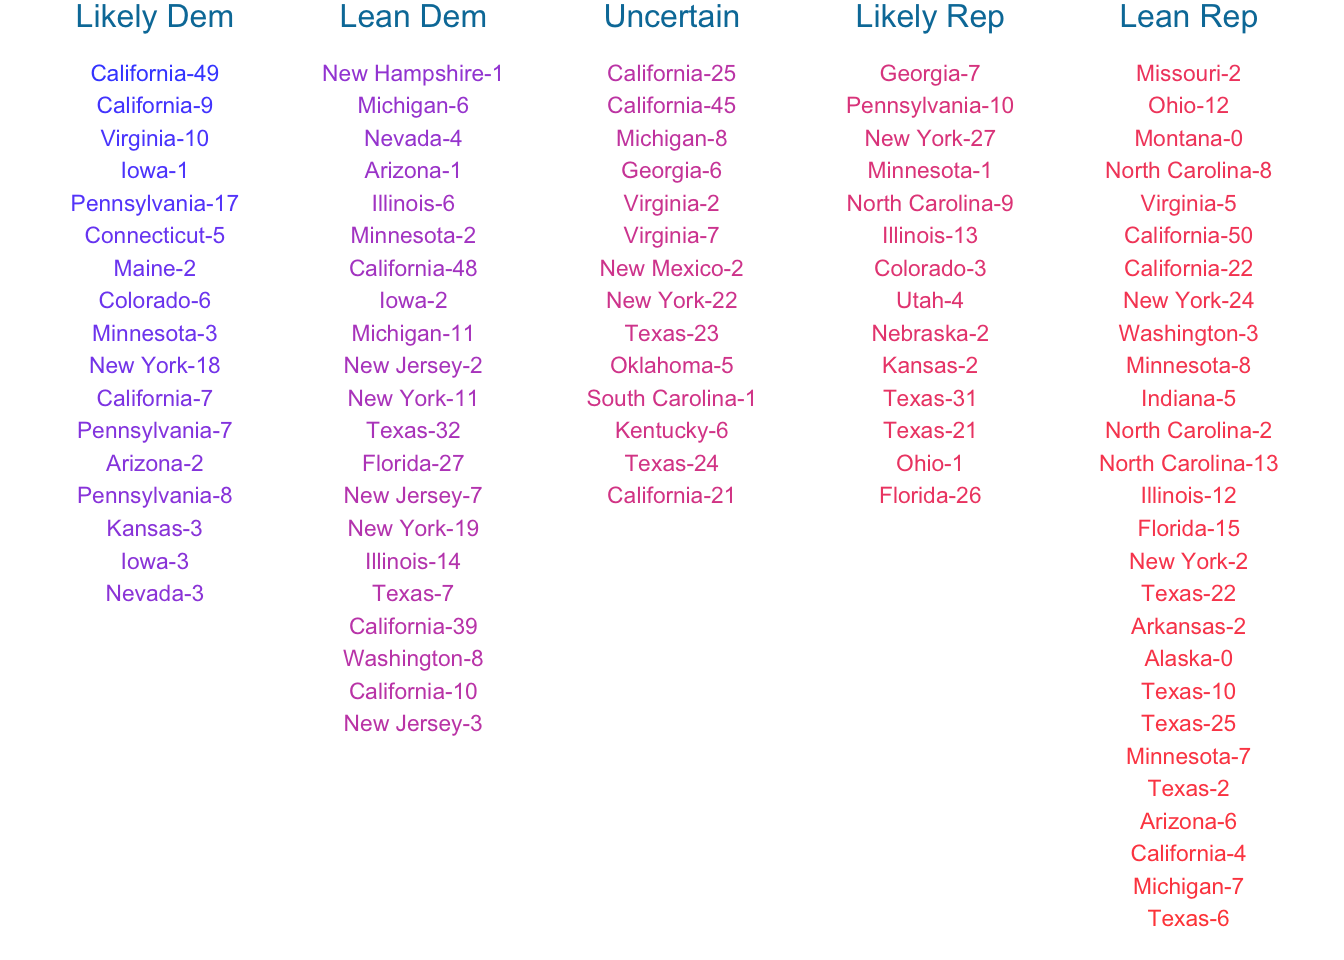 Likely Dem
California-49
California-9
Virginia-10
Iowa-1
Pennsylvania-17
Connecticut-5
Maine-2
Colorado-6
Minnesota-3
New York-18
California-7
Pennsylvania-7
Arizona-2
Pennsylvania-8
Kansas-3
Iowa-3
Nevada-3
Lean Dem
New Hampshire-1
Michigan-6
Nevada-4
Arizona-1
Illinois-6
Minnesota-2
California-48
Iowa-2
Michigan-11
New Jersey-2
New York-11
Texas-32
Florida-27
New Jersey-7
New York-19
Illinois-14
Texas-7
California-39
Washington-8
California-10
New Jersey-3
Uncertain
California-25
California-45
Michigan-8
Georgia-6
Virginia-2
Virginia-7
New Mexico-2
New York-22
Texas-23
Oklahoma-5
South Carolina-1
Kentucky-6
Texas-24
California-21
Likely Rep
Georgia-7
Pennsylvania-10
New York-27
Minnesota-1
North Carolina-9
Illinois-13
Colorado-3
Utah-4
Nebraska-2
Kansas-2
Texas-31
Texas-21
Ohio-1
Florida-26
Lean Rep
Missouri-2
Ohio-12
Montana-0
North Carolina-8
Virginia-5
California-50
California-22
New York-24
Washington-3
Minnesota-8
Indiana-5
North Carolina-2
North Carolina-13
Illinois-12
Florida-15
New York-2
Texas-22
Arkansas-2
Alaska-0
Texas-10
Texas-25
Minnesota-7
Texas-2
Arizona-6
California-4
Michigan-7
Texas-6